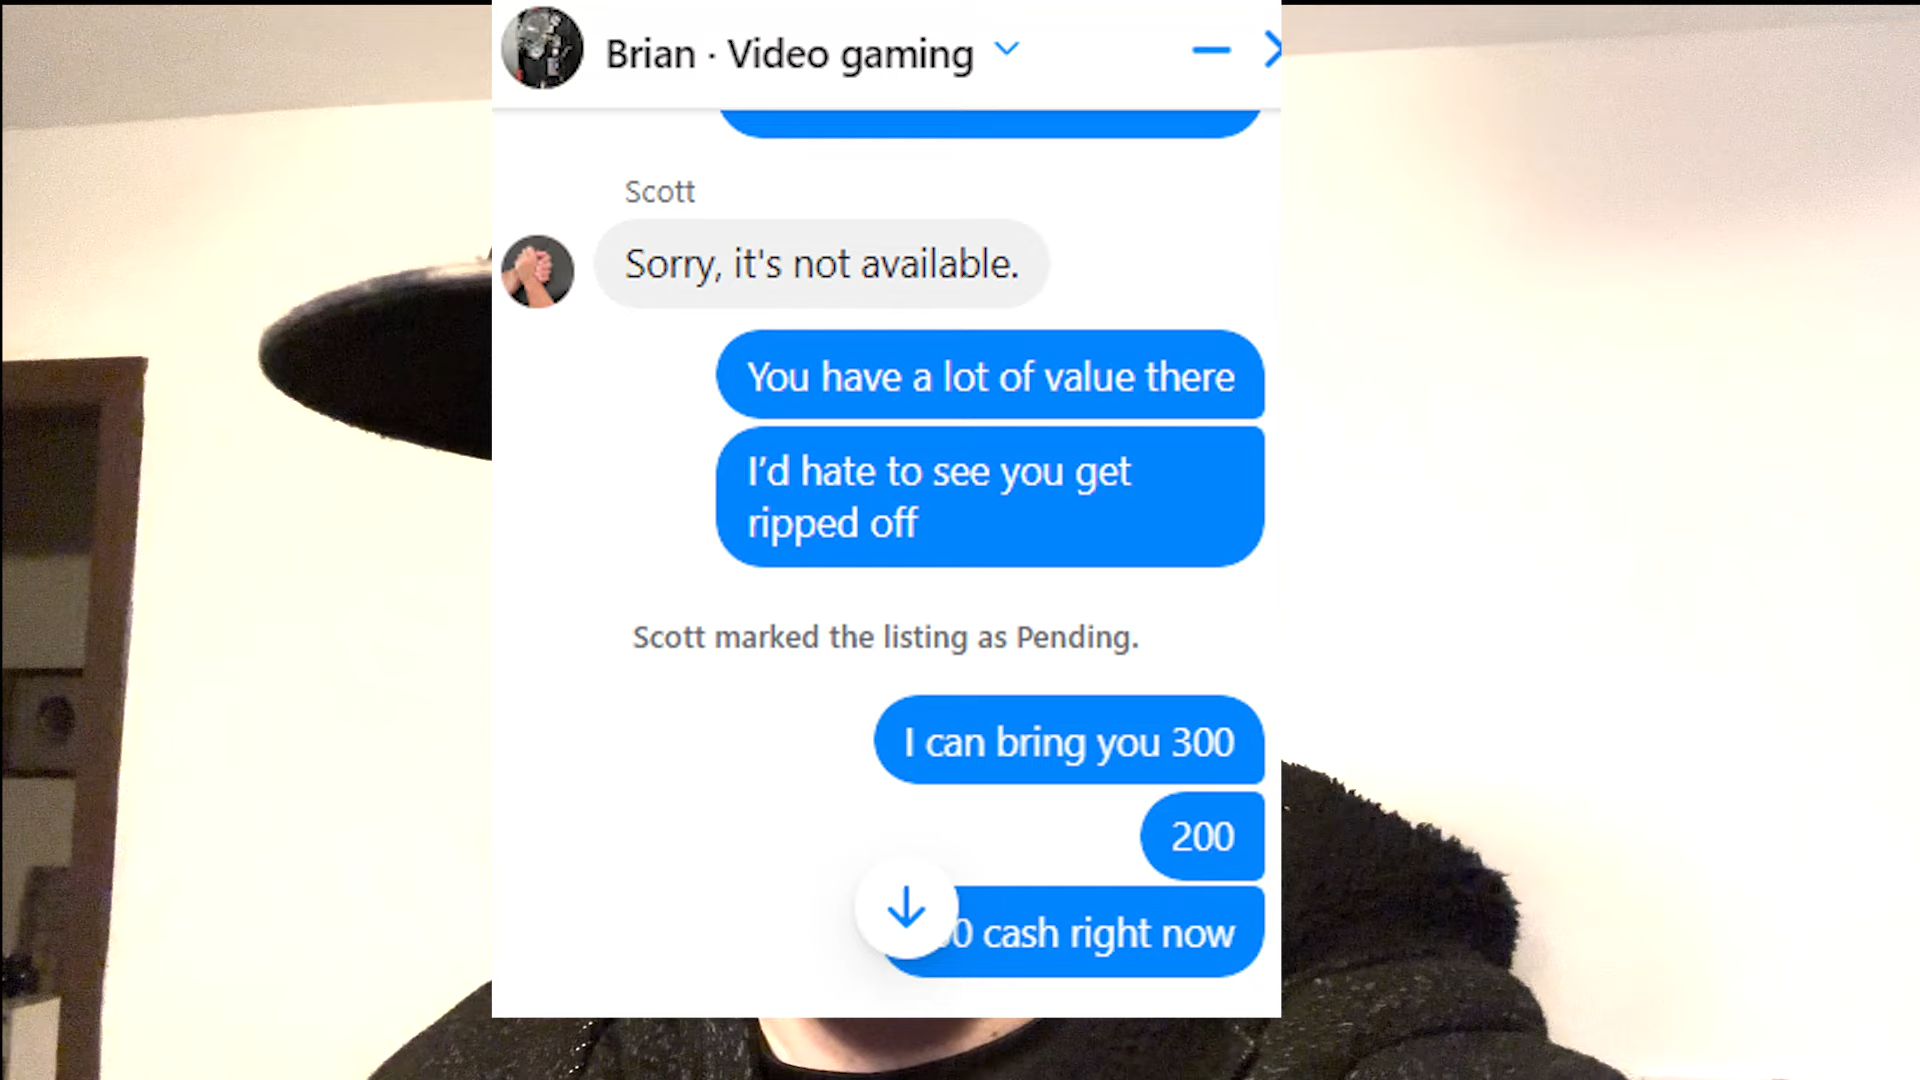 Brian · Video gaming
Scott
Sorry, it's not available.
You have a lot of value there
I'd hate to see you get
ripped off
Scott marked the listing as Pending.
I can bring you 300
200
cash right now